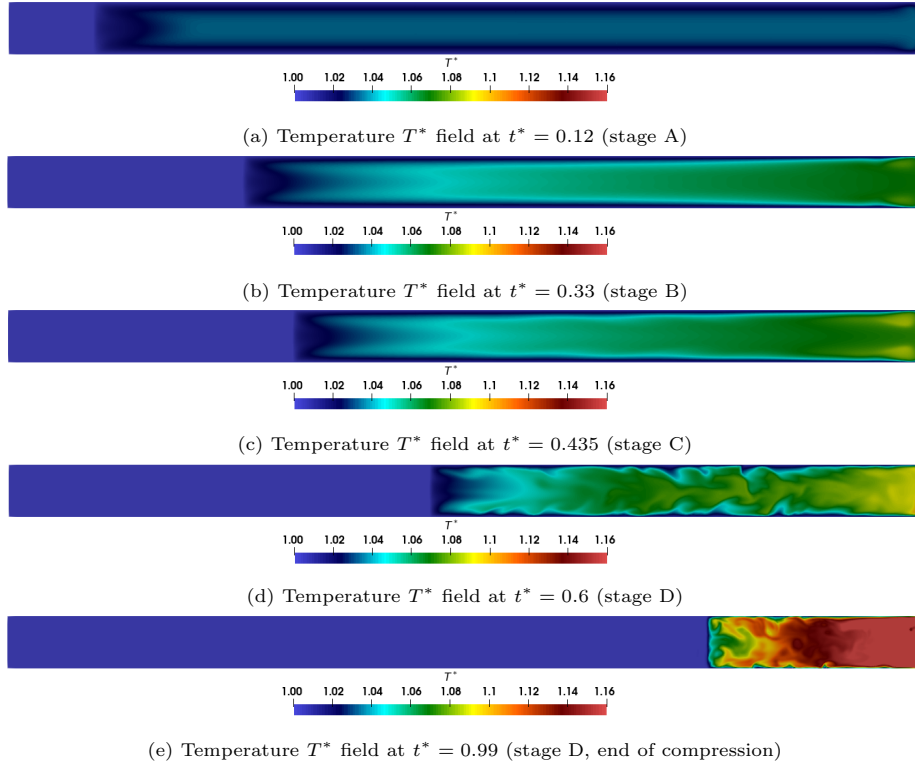 T*
1.00 1.02 1.04 1.06 1.08 1.1 1.12 1.14 1.16
(a) Temperature T* field at t* = 0.12 (stage A)
T*
1.00 1.02 1.04 1.06 1.08 1.1 1.12 1.14 1.16
(b) Temperature T* field at t* = 0.33 (stage B)
T*
1.00 1.02 1.04 1.06 1.08 1.1 1.12 1.14 1.16
(c) Temperature T* field at t* = 0.435 (stage C)
T*
1.00 1.02 1.04 1.06 1.08 1.1 1.12 1.14 1.16
(d) Temperature T* field at t* = 0.6 (stage D)
T*
1.00 1.02 1.04 1.06 1.08 1.1 1.12 1.14 1.16
(e) Temperature T* field at t* = 0.99 (stage D, end of compression)